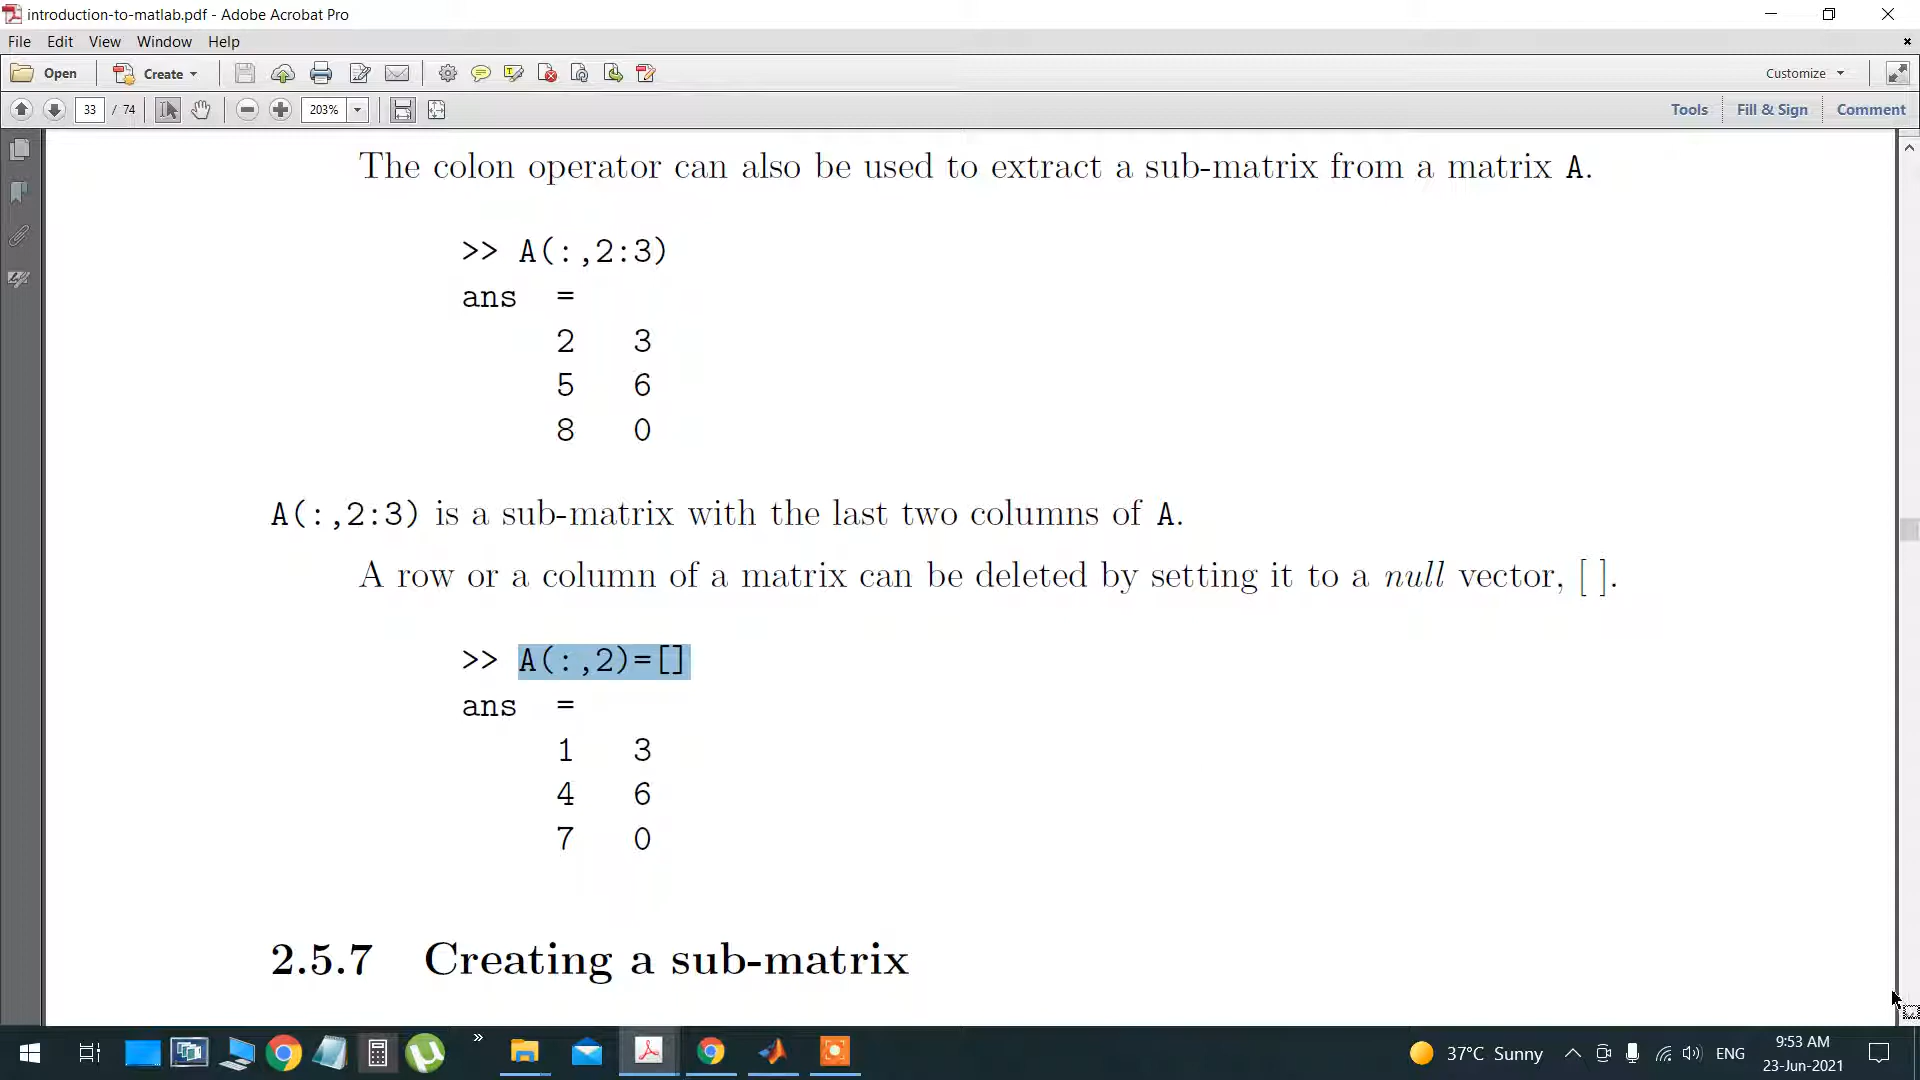 introduction-to-matlab.pdf - Adobe Acrobat Pro
File Edit View Window Help
Open Create Customize
33 / 74 203% Tools Fill & Sign Comment
The colon operator can also be used to extract a sub-matrix from a matrix A.
>> A(:,2:3)
ans =
2 3
5 6
8 0
A(:,2:3) is a sub-matrix with the last two columns of A.
A row or a column of a matrix can be deleted by setting it to a null vector, [ ].
>> A(:,2)=[]
ans =
1 3
4 6
7 0
2.5.7 Creating a sub-matrix
37°C Sunny ENG 9:53 AM
23-Jun-2021